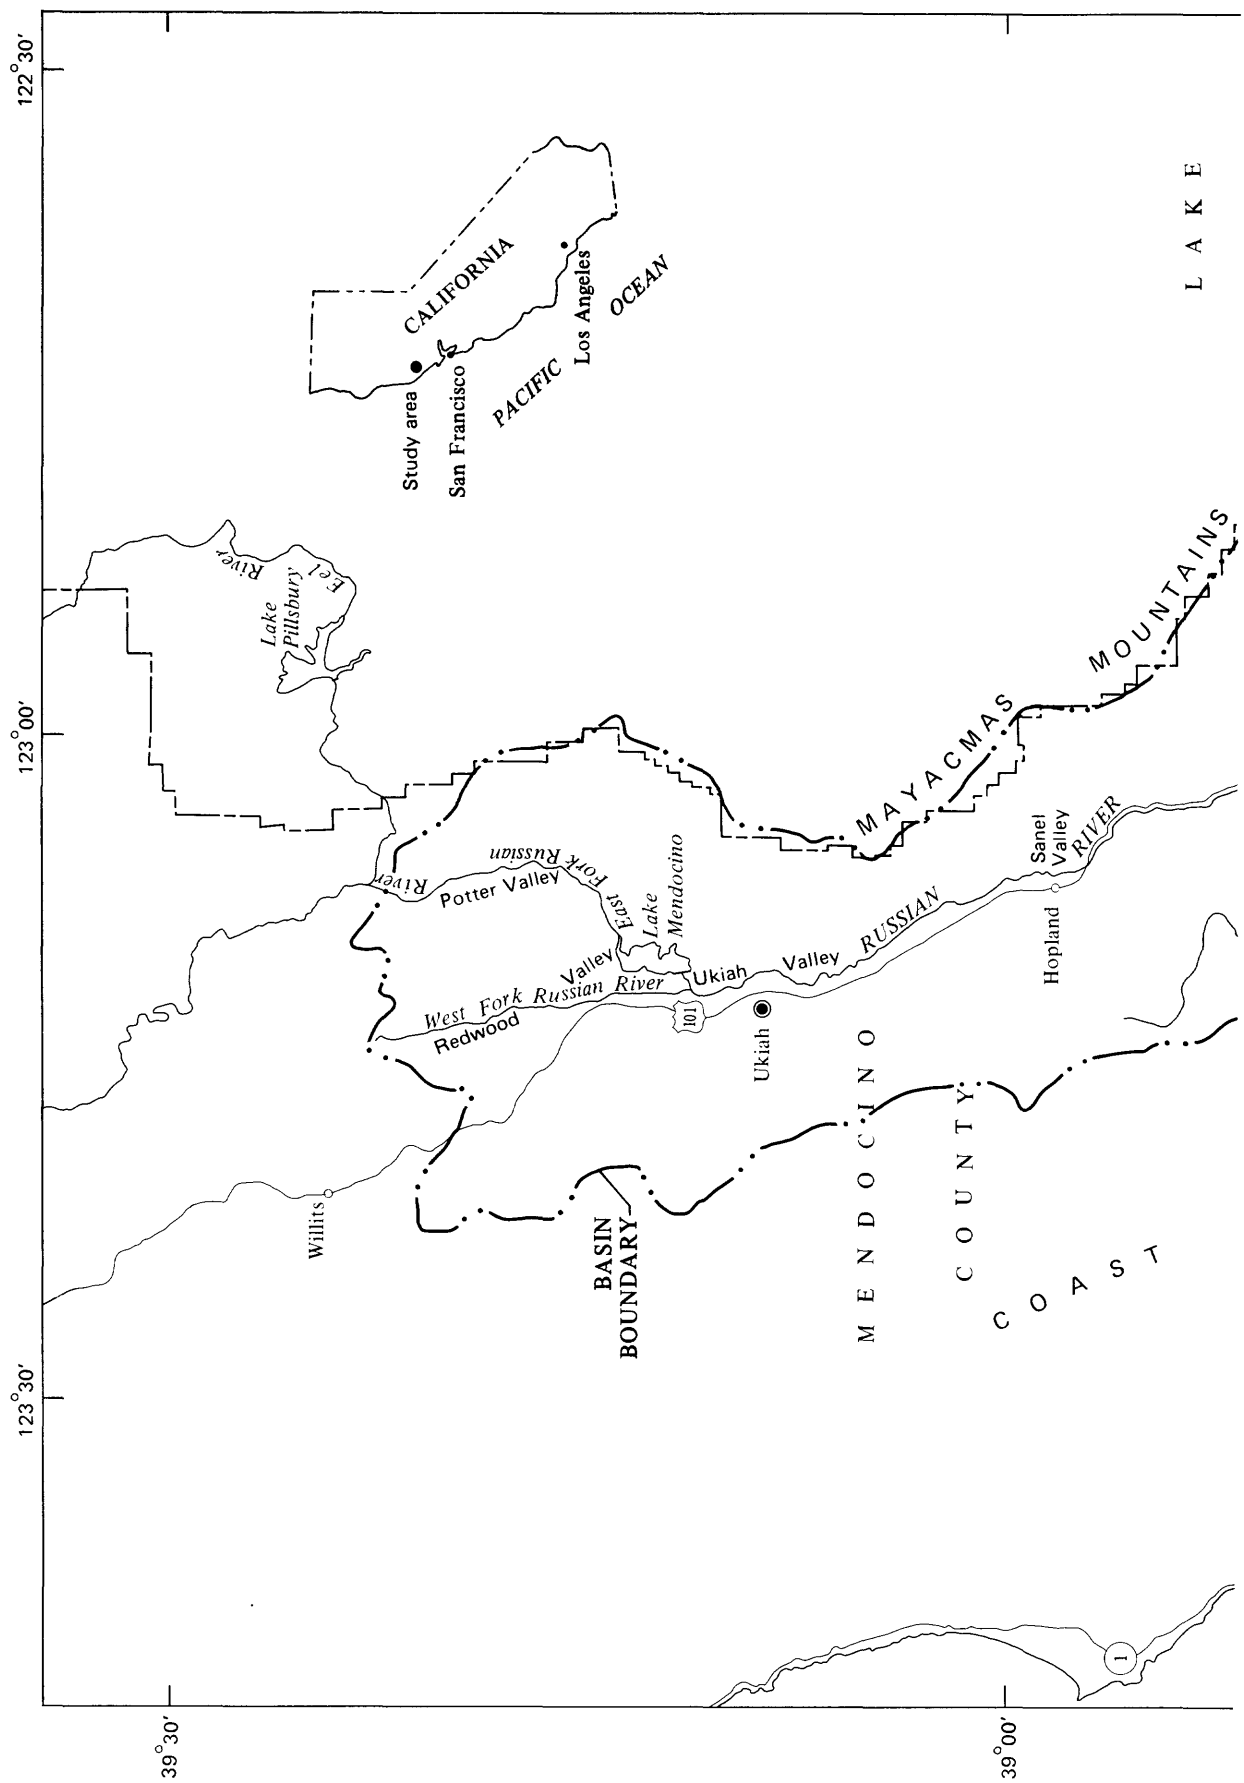 122°30'
123°00'
123°30'
39°30'
39°00'
CALIFORNIA
Study area
San Francisco
Los Angeles
PACIFIC OCEAN
LAKE
Lake
Pillsbury
Eel River
MAYACMAS MOUNTAINS
River
Potter Valley
East Fork Russian
Lake
Mendocino
West Fork Russian River
Redwood Valley
Ukiah Valley
101
Ukiah
RUSSIAN RIVER
Sanel
Valley
Hopland
Willits
BASIN
BOUNDARY
MENDOCINO
COUNTY
COAST
1